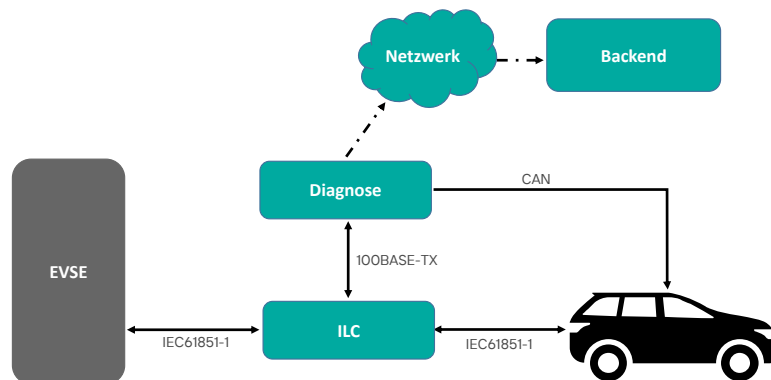 Netzwerk
Backend
Diagnose
CAN
EVSE
100BASE-TX
ILC
IEC61851-1
IEC61851-1